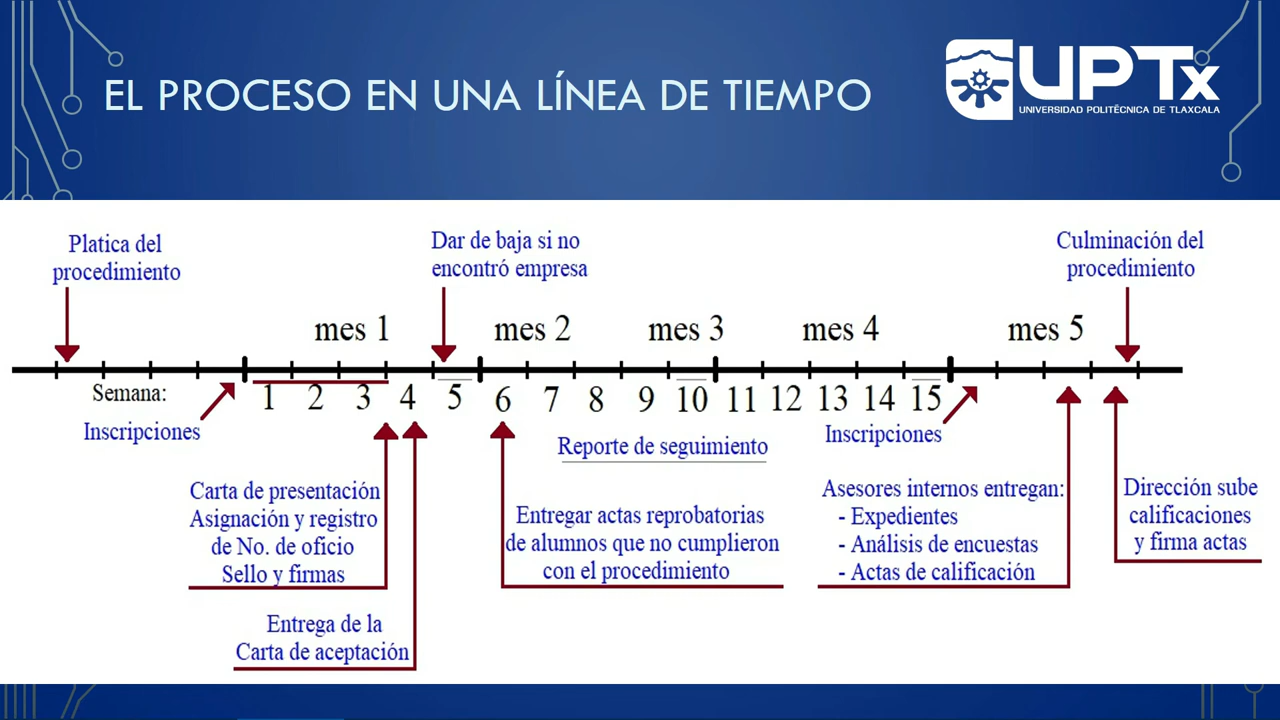 EL PROCESO EN UNA LÍNEA DE TIEMPO
UPTx
UNIVERSIDAD POLITÉCNICA DE TLAXCALA
Platica del
procedimiento
Dar de baja si no
encontró empresa
Culminación del
procedimiento
mes 1
mes 2
mes 3
mes 4
mes 5
Semana:
1 2 3 4 5 6 7 8 9 10 11 12 13 14 15
Inscripciones
Carta de presentación
Asignación y registro
de No. de oficio
Sello y firmas
Entrega de la
Carta de aceptación
Reporte de seguimiento
Entregar actas reprobatorias
de alumnos que no cumplieron
con el procedimiento
Inscripciones
Asesores internos entregan:
- Expedientes
- Análisis de encuestas
- Actas de calificación
Dirección sube
calificaciones
y firma actas